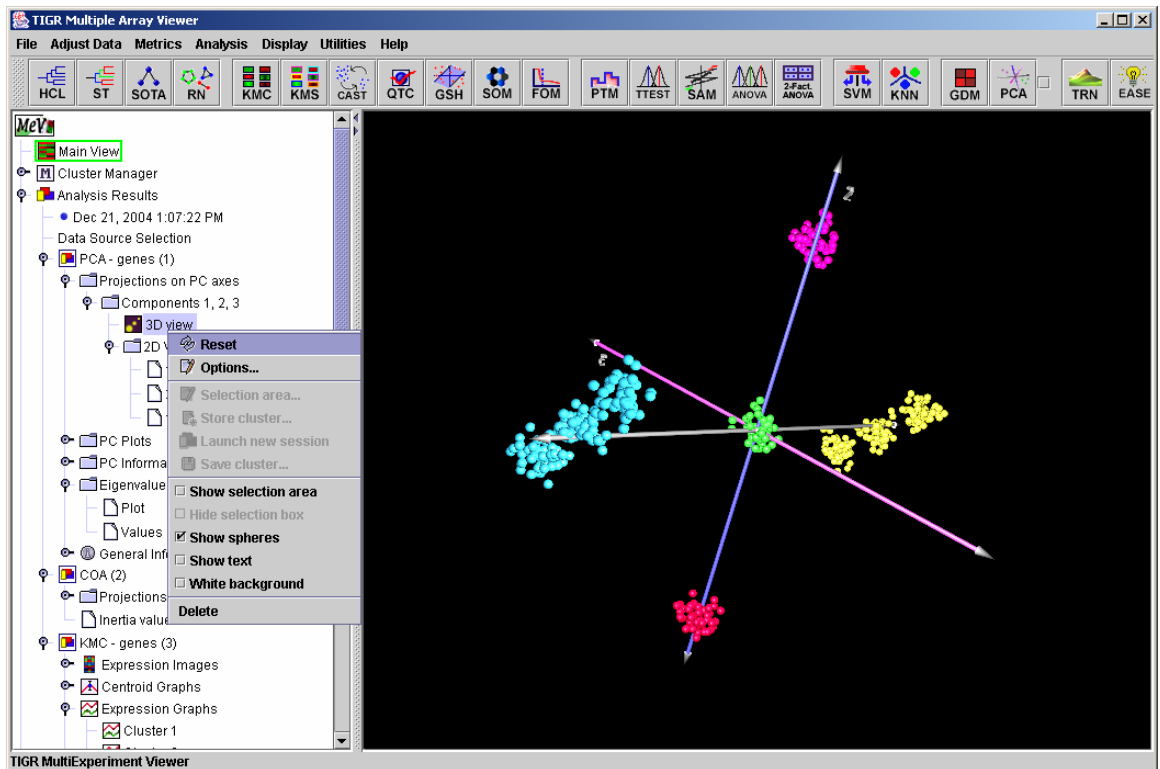 TIGR Multiple Array Viewer
File Adjust Data Metrics Analysis Display Utilities Help
HCL ST SOTA RN KMC KMS CAST QTC GSH SOM FOM PTM TTEST SAM ANOVA 2-Fact. ANOVA SVM KNN GDM PCA TRN EASE
MeV
Main View
M Cluster Manager
Analysis Results
Dec 21, 2004 1:07:22 PM
Data Source Selection
PCA - genes (1)
Projections on PC axes
Components 1, 2, 3
3D view
2D V
PC Plots
PC Informa
Eigenvalue
Plot
Values
General Inf
COA (2)
Projections
Inertia value
KMC - genes (3)
Expression Images
Centroid Graphs
Expression Graphs
Cluster 1
Reset
Options...
Selection area...
Store cluster...
Launch new session
Save cluster...
Show selection area
Hide selection box
Show spheres
Show text
White background
Delete
2
3
TIGR MultiExperiment Viewer